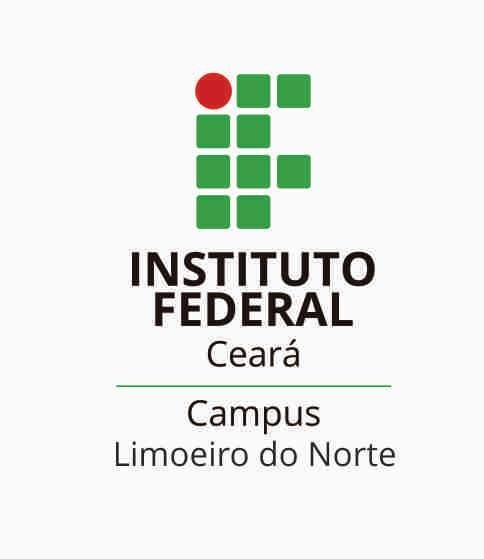 INSTITUTO
FEDERAL
Ceará
Campus
Limoeiro do Norte